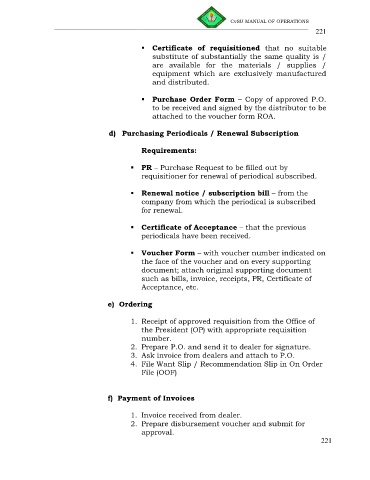 CvSU MANUAL OF OPERATIONS
221
▪ Certificate of requisitioned that no suitable
substitute of substantially the same quality is /
are available for the materials / supplies /
equipment which are exclusively manufactured
and distributed.
▪ Purchase Order Form – Copy of approved P.O.
to be received and signed by the distributor to be
attached to the voucher form ROA.
d) Purchasing Periodicals / Renewal Subscription
Requirements:
▪ PR – Purchase Request to be filled out by
requisitioner for renewal of periodical subscribed.
▪ Renewal notice / subscription bill – from the
company from which the periodical is subscribed
for renewal.
▪ Certificate of Acceptance – that the previous
periodicals have been received.
▪ Voucher Form – with voucher number indicated on
the face of the voucher and on every supporting
document; attach original supporting document
such as bills, invoice, receipts, PR, Certificate of
Acceptance, etc.
e) Ordering
1. Receipt of approved requisition from the Office of
the President (OP) with appropriate requisition
number.
2. Prepare P.O. and send it to dealer for signature.
3. Ask invoice from dealers and attach to P.O.
4. File Want Slip / Recommendation Slip in On Order
File (OOF)
f) Payment of Invoices
1. Invoice received from dealer.
2. Prepare disbursement voucher and submit for
approval.
221